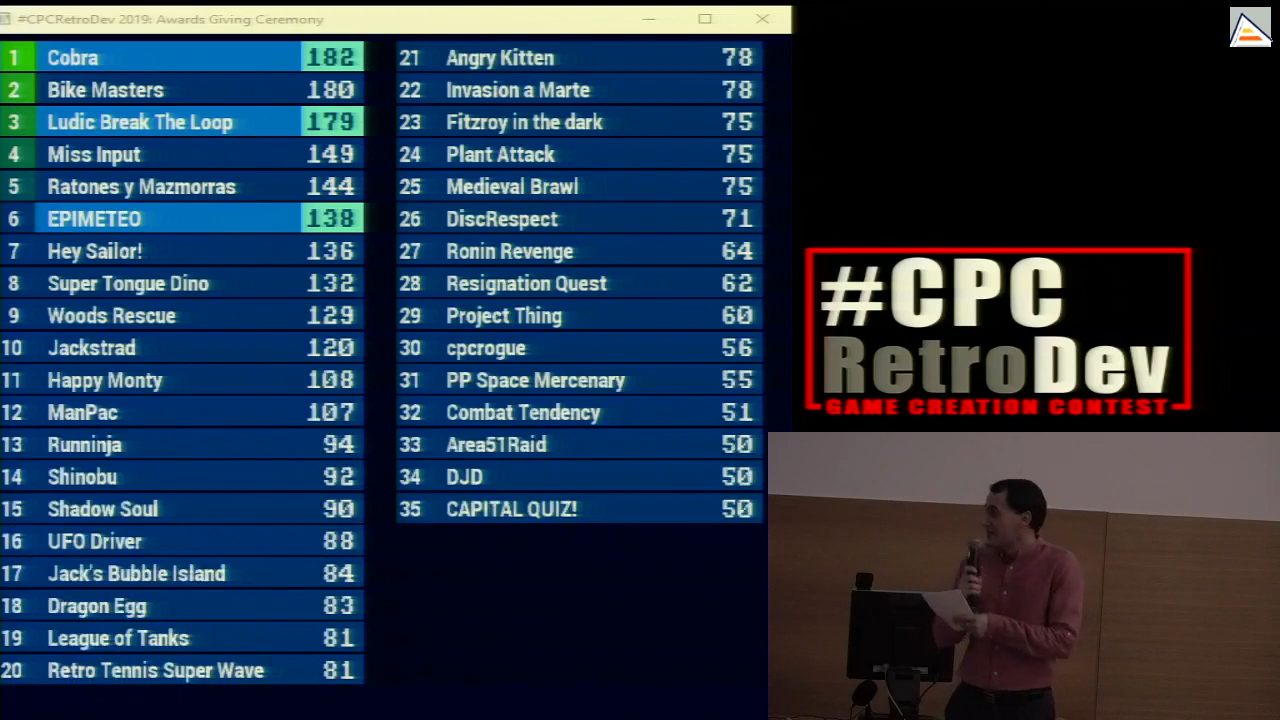 #CPCRetroDev 2019: Awards Giving Ceremony
1 Cobra 182
2 Bike Masters 180
3 Ludic Break The Loop 179
4 Miss Input 149
5 Ratones y Mazmorras 144
6 EPIMETEO 138
7 Hey Sailor! 136
8 Super Tongue Dino 132
9 Woods Rescue 129
10 Jackstrad 120
11 Happy Monty 108
12 ManPac 107
13 Runninja 94
14 Shinobu 92
15 Shadow Soul 90
16 UFO Driver 88
17 Jack's Bubble Island 84
18 Dragon Egg 83
19 League of Tanks 81
20 Retro Tennis Super Wave 81
21 Angry Kitten 78
22 Invasion a Marte 78
23 Fitzroy in the dark 75
24 Plant Attack 75
25 Medieval Brawl 75
26 DiscRespect 71
27 Ronin Revenge 64
28 Resignation Quest 62
29 Project Thing 60
30 cpcrogue 56
31 PP Space Mercenary 55
32 Combat Tendency 51
33 Area51Raid 50
34 DJD 50
35 CAPITAL QUIZ! 50
#CPC
RetroDev
GAME CREATION CONTEST